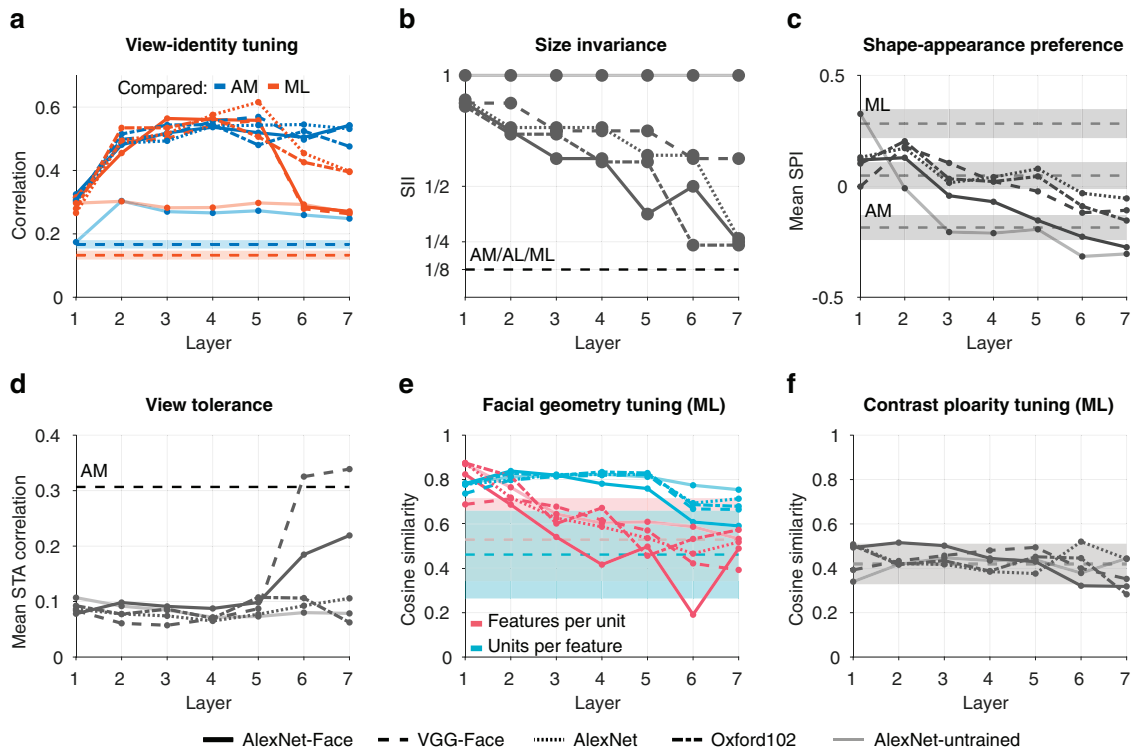 a
View-identity tuning
Compared: AM ML
0.6
0.4
0.2
0
Correlation
1 2 3 4 5 6 7
Layer
b
Size invariance
1
1/2
1/4
1/8
SII
AM/AL/ML
1 2 3 4 5 6 7
Layer
c
Shape-appearance preference
0.5
0
-0.5
Mean SPI
ML
AM
1 2 3 4 5 6 7
Layer
d
View tolerance
0.4
0.3
0.2
0.1
0
Mean STA correlation
AM
1 2 3 4 5 6 7
Layer
e
Facial geometry tuning (ML)
1
0.8
0.6
0.4
0.2
0
Cosine similarity
Features per unit
Units per feature
1 2 3 4 5 6 7
Layer
f
Contrast ploarity tuning (ML)
1
0.8
0.6
0.4
0.2
0
Cosine similarity
1 2 3 4 5 6 7
Layer
AlexNet-Face VGG-Face AlexNet Oxford102 AlexNet-untrained